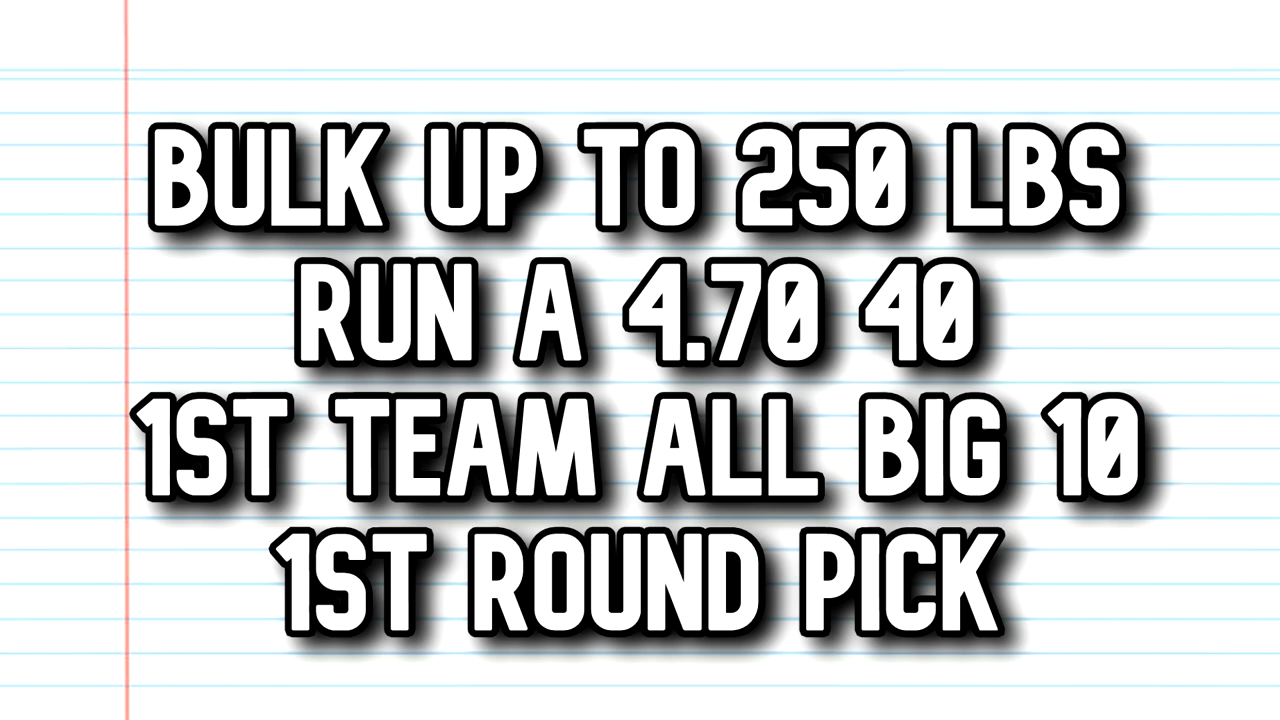 BULK UP TO 250 LBS
RUN A 4.70 40
1ST TEAM ALL BIG 10
1ST ROUND PICK